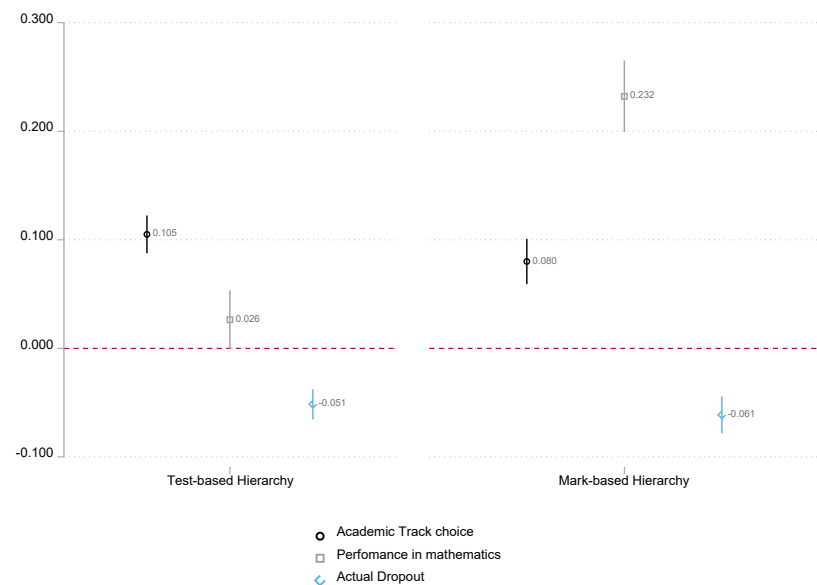 0.300
0.232
0.200
0.105
0.100
0.080
0.026
0.000
-0.051
-0.061
-0.100
Test-based Hierarchy
Mark-based Hierarchy
Academic Track choice
Perfomance in mathematics
Actual Dropout